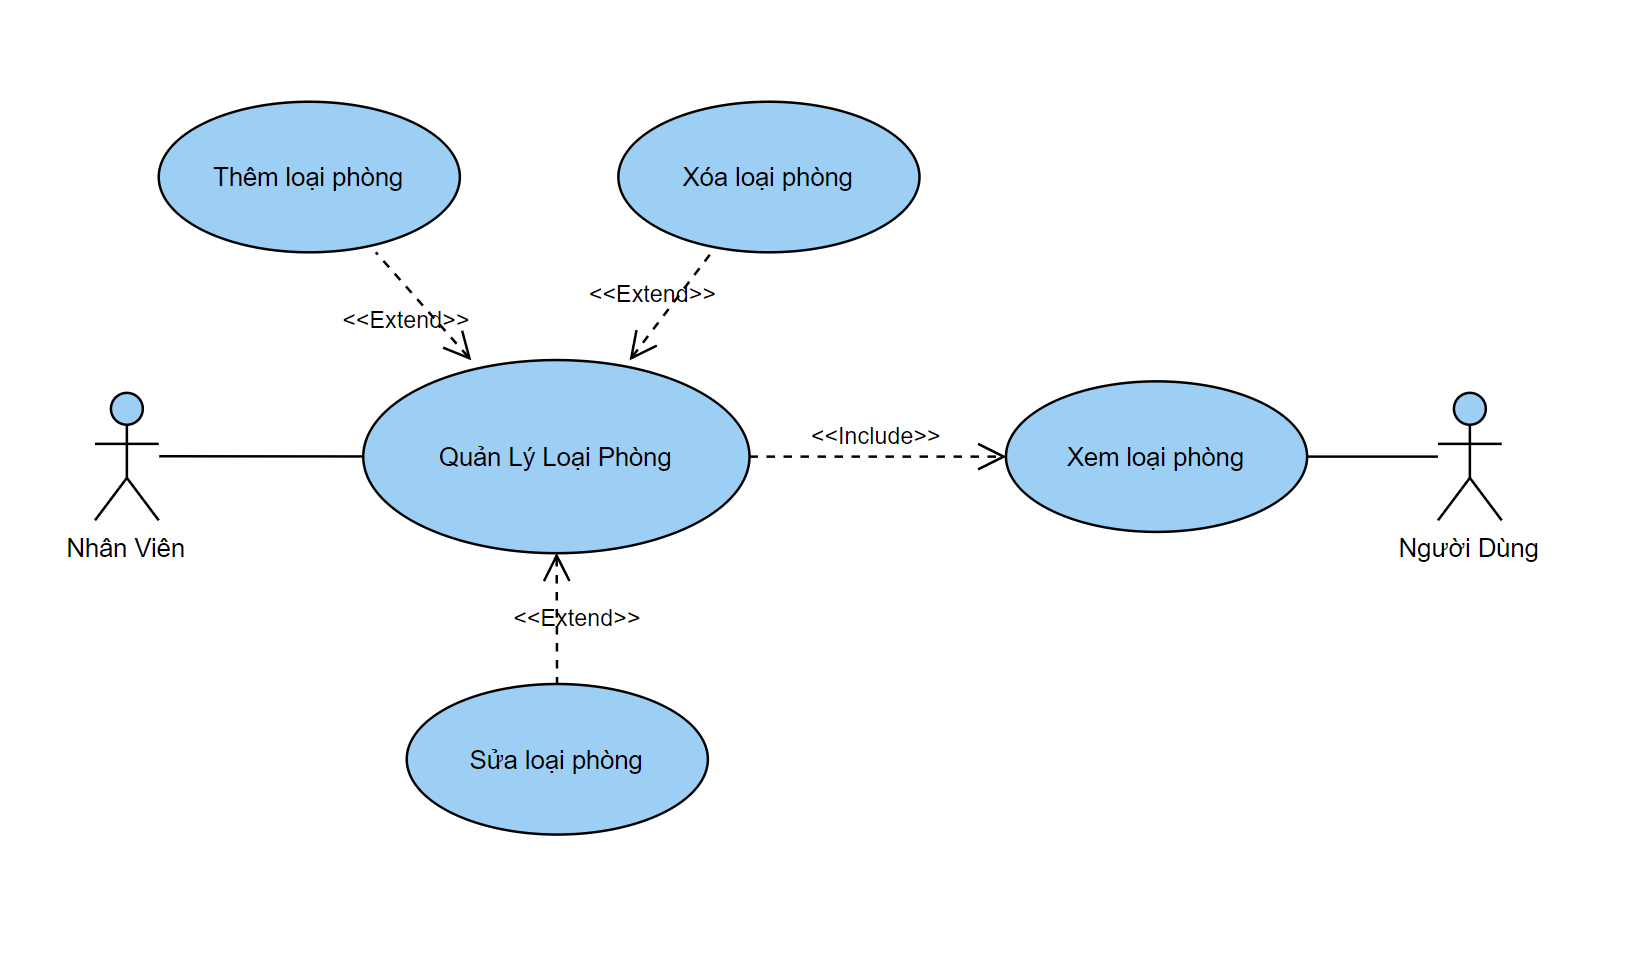 Thêm loại phòng
Xóa loại phòng
<<Extend>>
<<Extend>>
Quản Lý Loại Phòng
<<Include>>
Xem loại phòng
Nhân Viên
Người Dùng
<<Extend>>
Sửa loại phòng